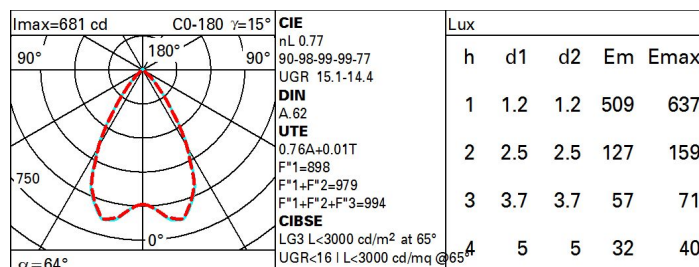 Imax=681 cd C0-180 γ=15°
90° 180° 90°
750
0°
α=64°
CIE
nL 0.77
90-98-99-99-77
UGR 15.1-14.4
DIN
A.62
UTE
0.76A+0.01T
F"1=898
F"1+F"2=979
F"1+F"2+F"3=994
CIBSE
LG3 L<3000 cd/m² at 65°
UGR<16 | L<3000 cd/mq @65°
Lux
h d1 d2 Em Emax
1 1.2 1.2 509 637
2 2.5 2.5 127 159
3 3.7 3.7 57 71
4 5 5 32 40